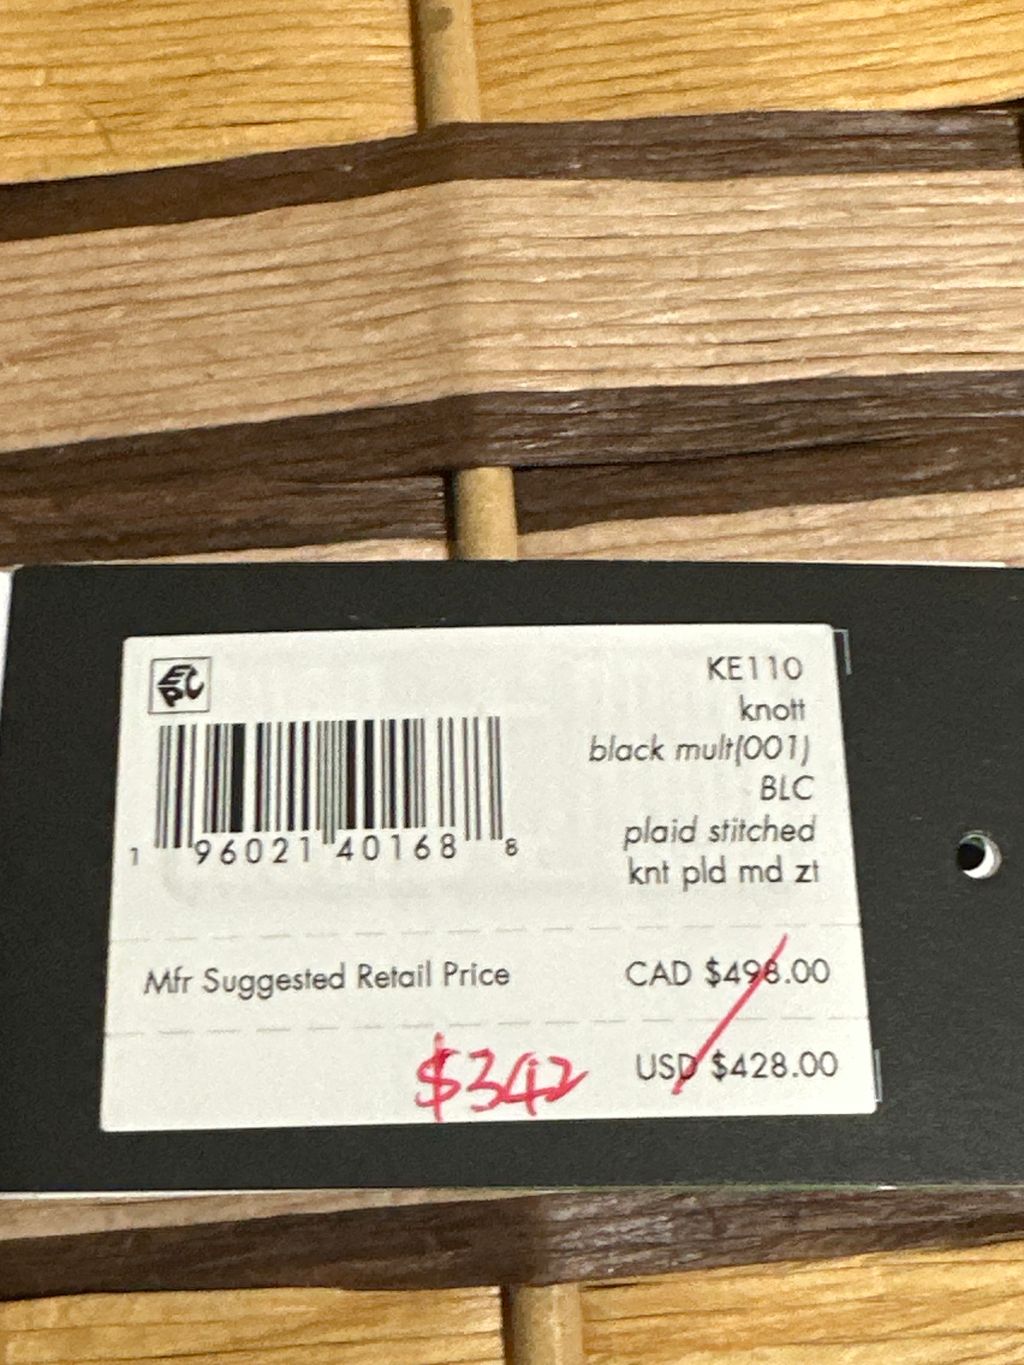 EPC
KE110
knott
black mult(001)
BLC
plaid stitched
knt pld md zt
1 96021 40168 8
Mfr Suggested Retail Price CAD $498.00
$342 USD $428.00